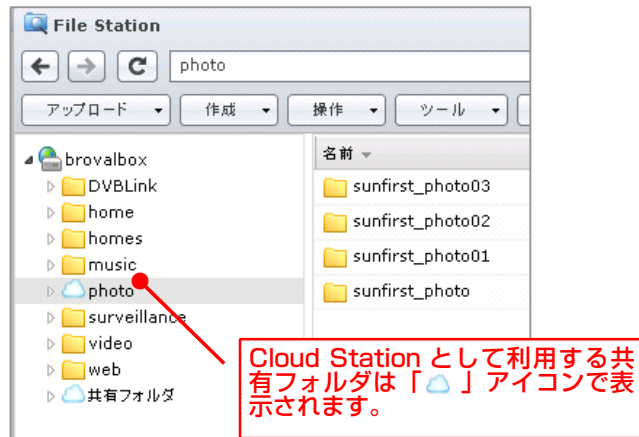 File Station
photo
アップロード 作成 操作 ツール
brovalbox
DVBLink
home
homes
music
photo
surveillance
video
web
共有フォルダ
名前
sunfirst_photo03
sunfirst_photo02
sunfirst_photo01
sunfirst_photo
Cloud Station として利用する共
有フォルダは「 」アイコンで表
示されます。